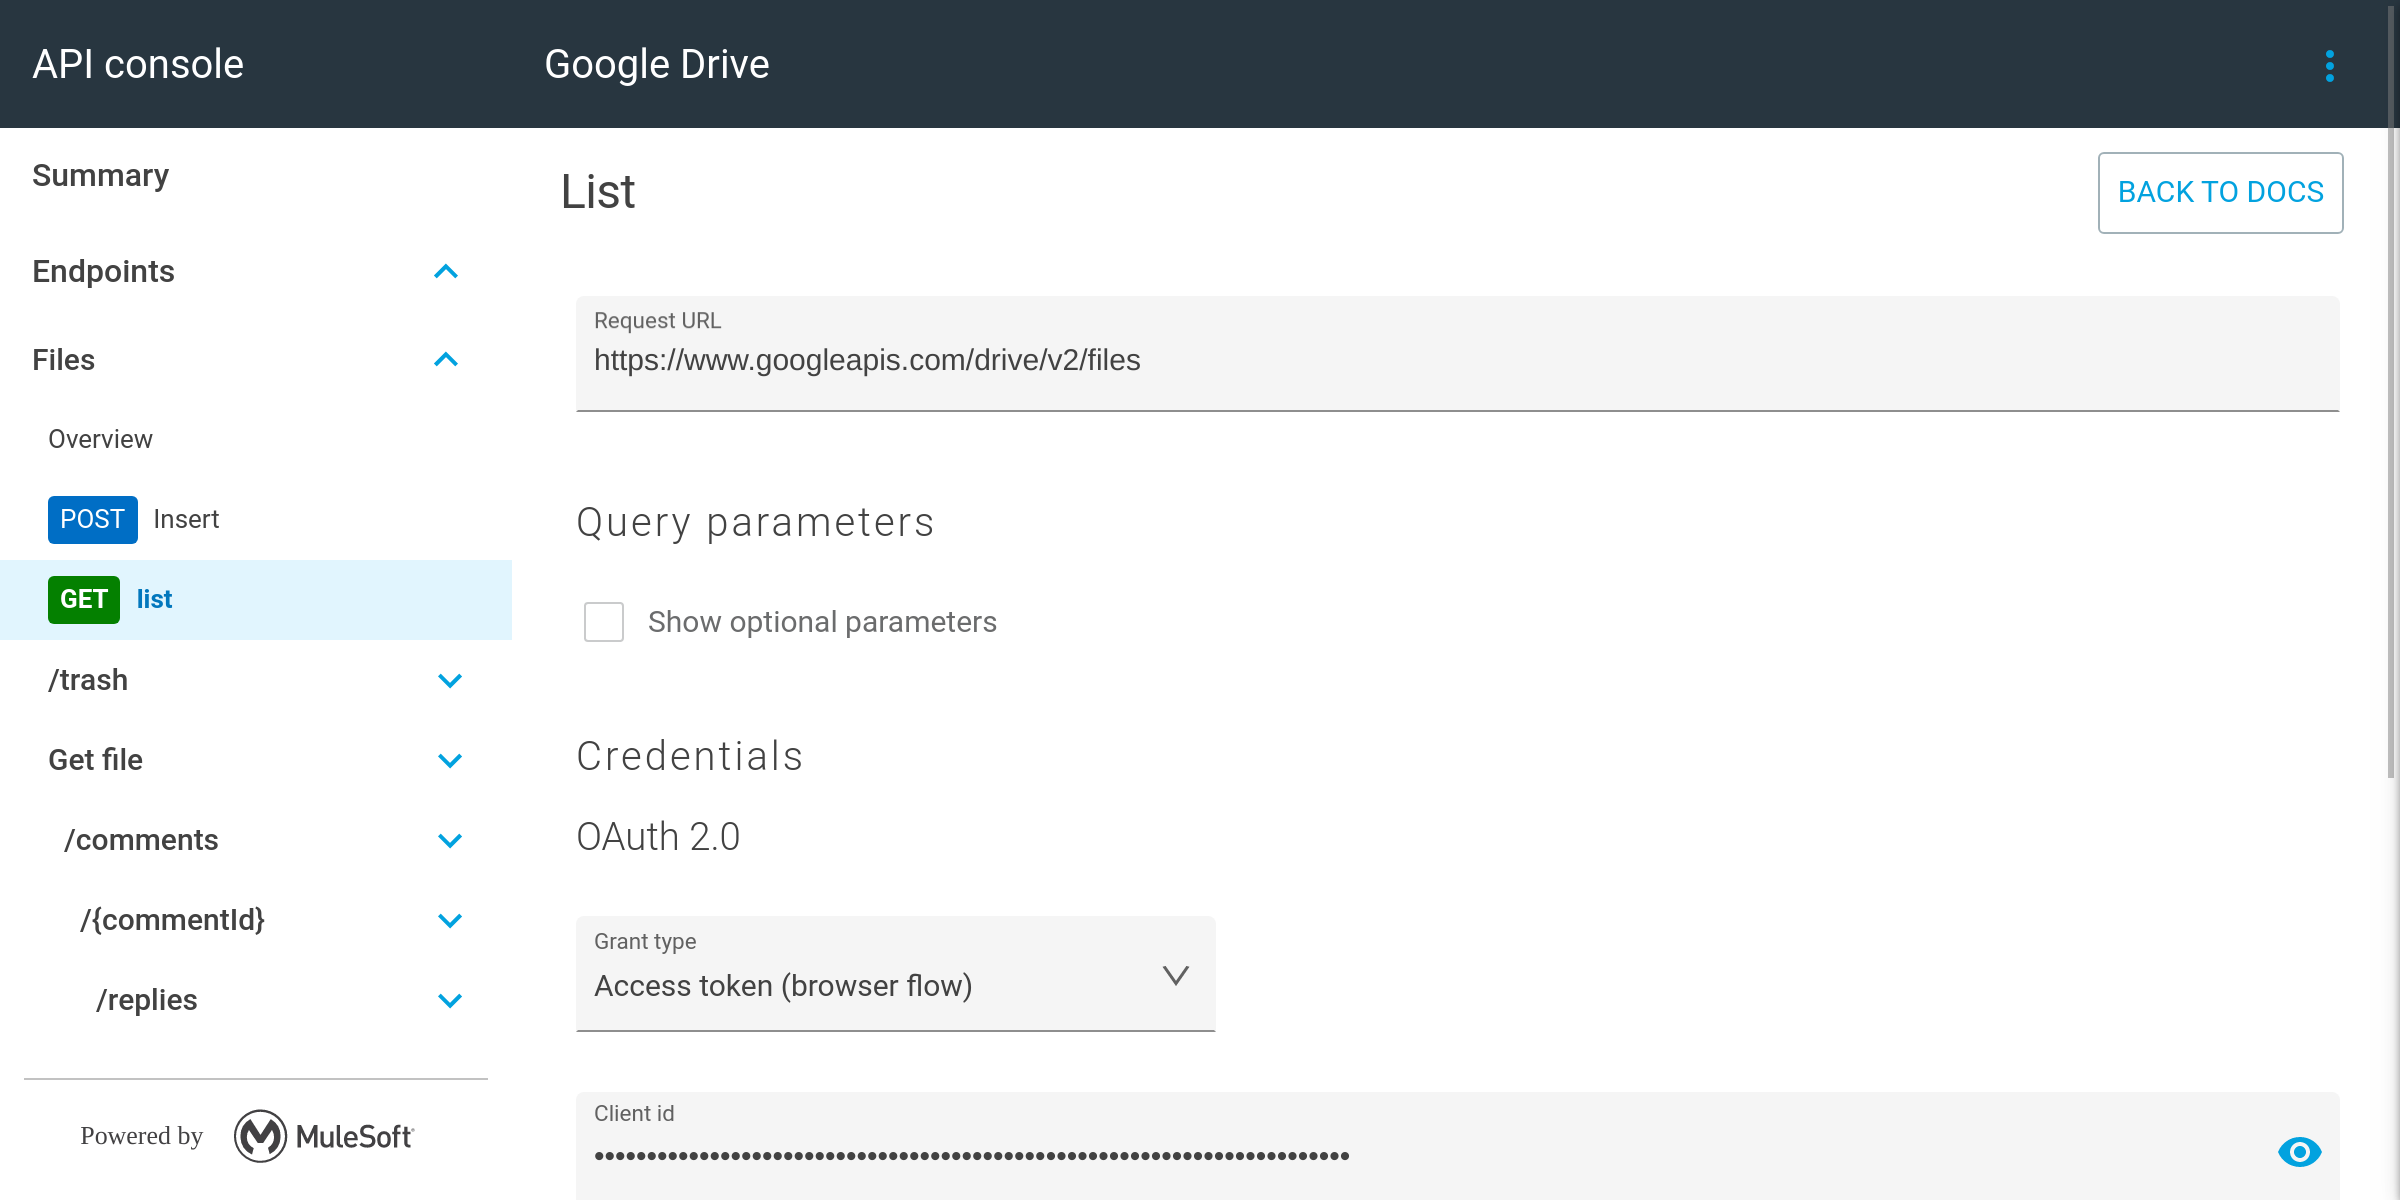 API console
Google Drive
Summary
Endpoints
Files
Overview
POST Insert
GET list
/trash
Get file
/comments
/{commentId}
/replies
Powered by MuleSoft
List
BACK TO DOCS
Request URL
https://www.googleapis.com/drive/v2/files
Query parameters
Show optional parameters
Credentials
OAuth 2.0
Grant type
Access token (browser flow)
Client id